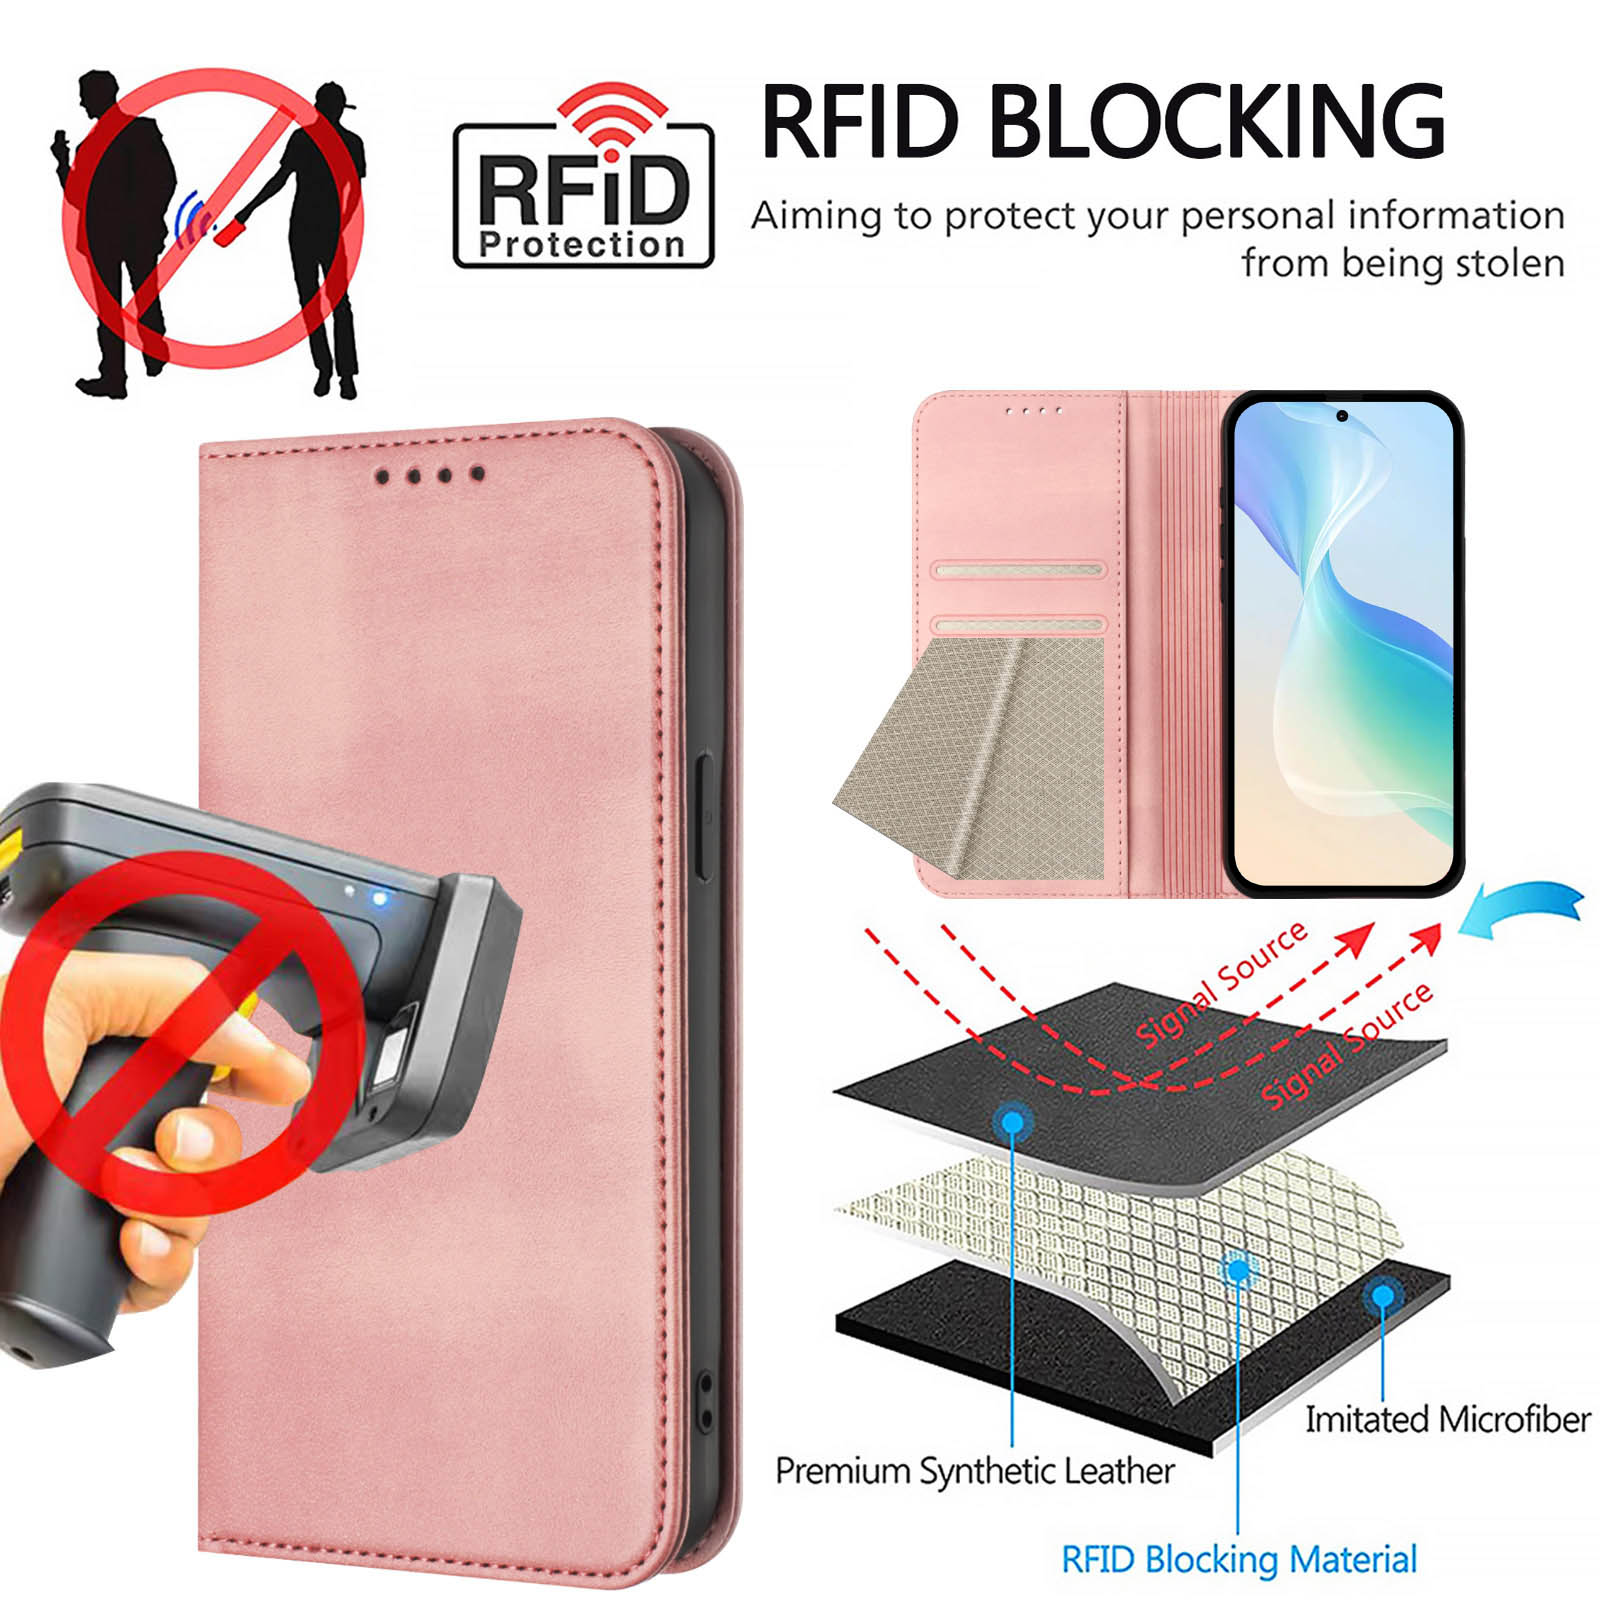 RFiD
Protection
RFID BLOCKING
Aiming to protect your personal information
from being stolen
Signal Source
Signal Source
Imitated Microfiber
Premium Synthetic Leather
RFID Blocking Material